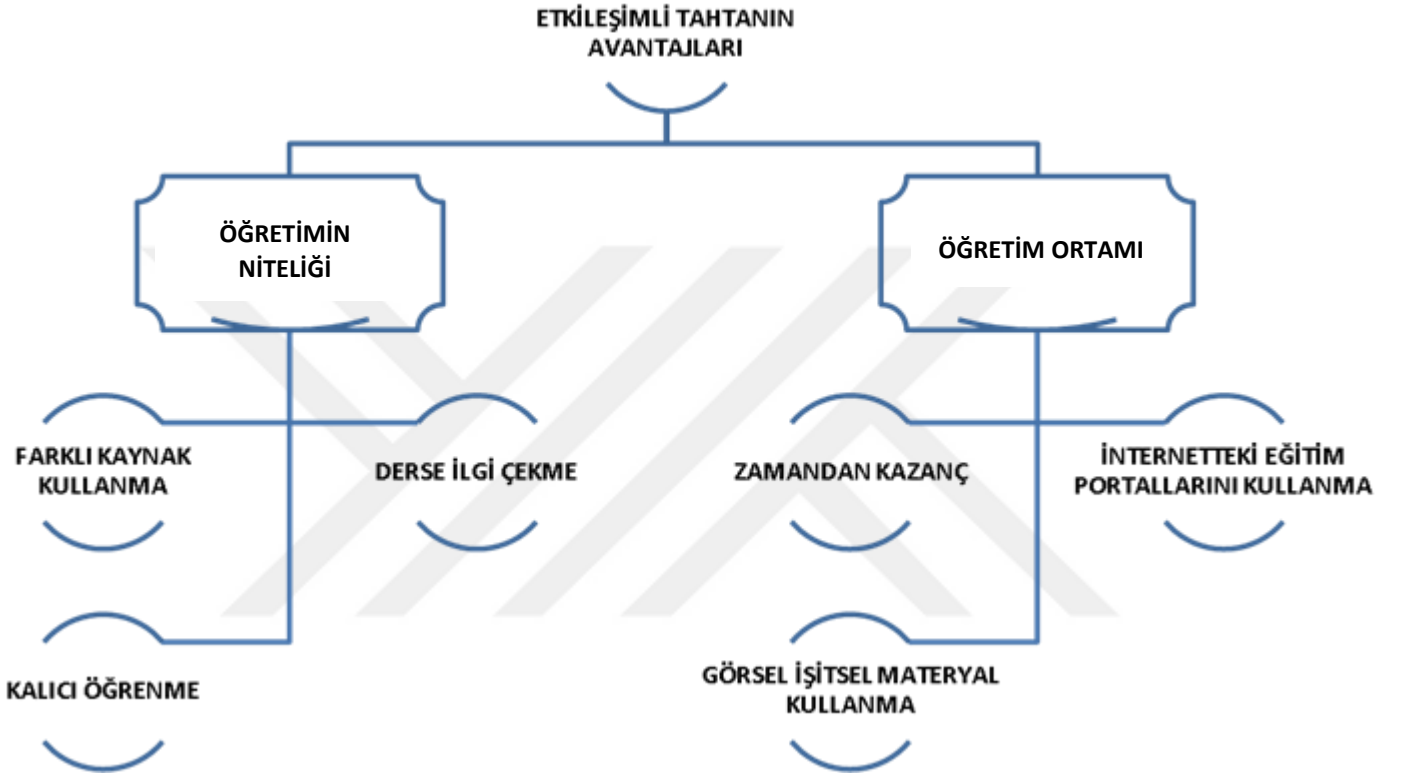 ETKİLEŞİMLİ TAHTANIN
AVANTAJLARI
ÖĞRETİMİN
NİTELİĞİ
ÖĞRETİM ORTAMI
FARKLI KAYNAK
KULLANMA
DERSE İLGİ ÇEKME
ZAMANDAN KAZANÇ
İNTERNETTEKİ EĞİTİM
PORTALLARINI KULLANMA
KALICI ÖĞRENME
GÖRSEL İŞİTSEL MATERYAL
KULLANMA